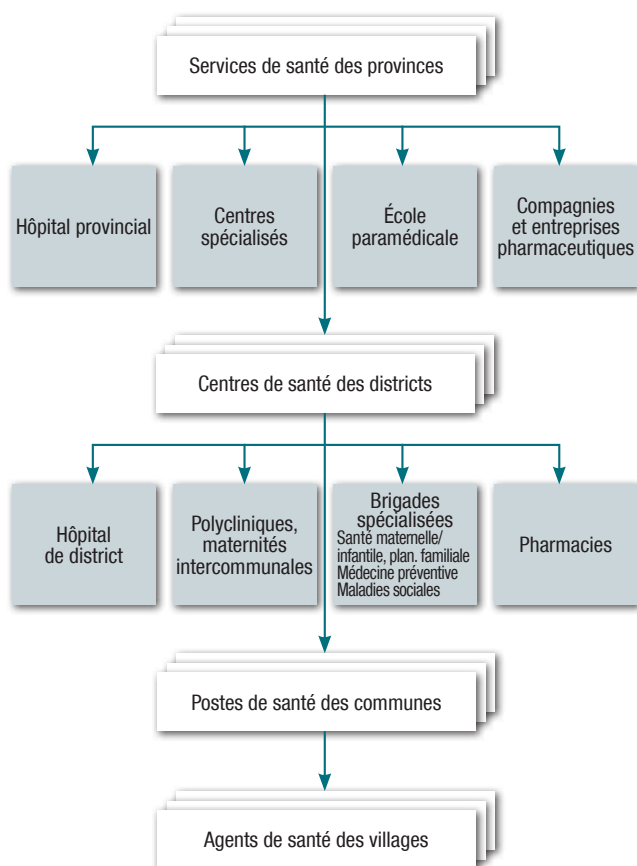 Services de santé des provinces
Hôpital provincial
Centres
spécialisés
École
paramédicale
Compagnies
et entreprises
pharmaceutiques
Centres de santé des districts
Hôpital
de district
Polycliniques,
maternités
intercommunales
Brigades
spécialisées
Santé maternelle/
infantile, plan. familiale
Médecine préventive
Maladies sociales
Pharmacies
Postes de santé des communes
Agents de santé des villages